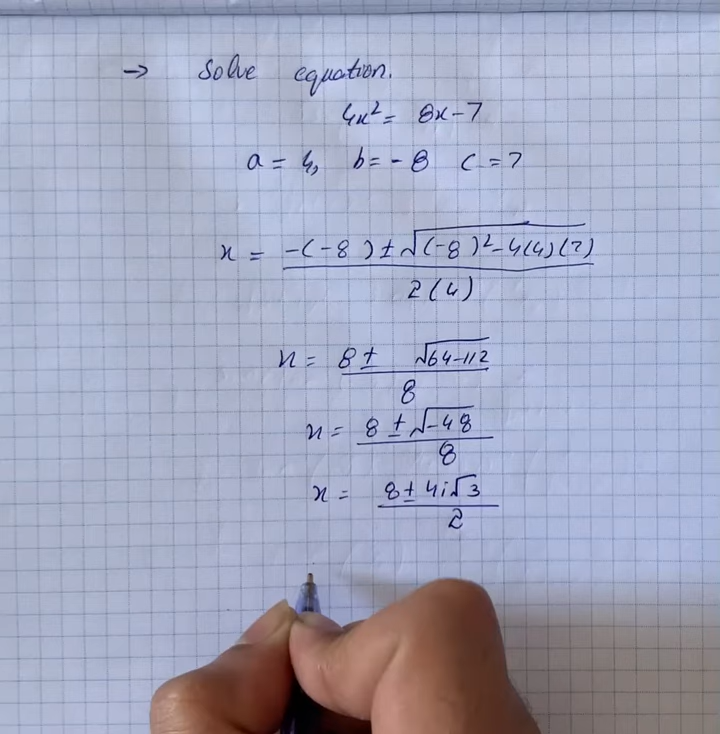 → Solve equation.
4x² = 8x-7
a = 4, b = -8 c = 7
x = -(-8) ± √(-8)²-4(4)(7)
2(4)
x = 8 ± √64-112
8
x = 8 ± √-48
8
x = 8 ± 4i√3
2